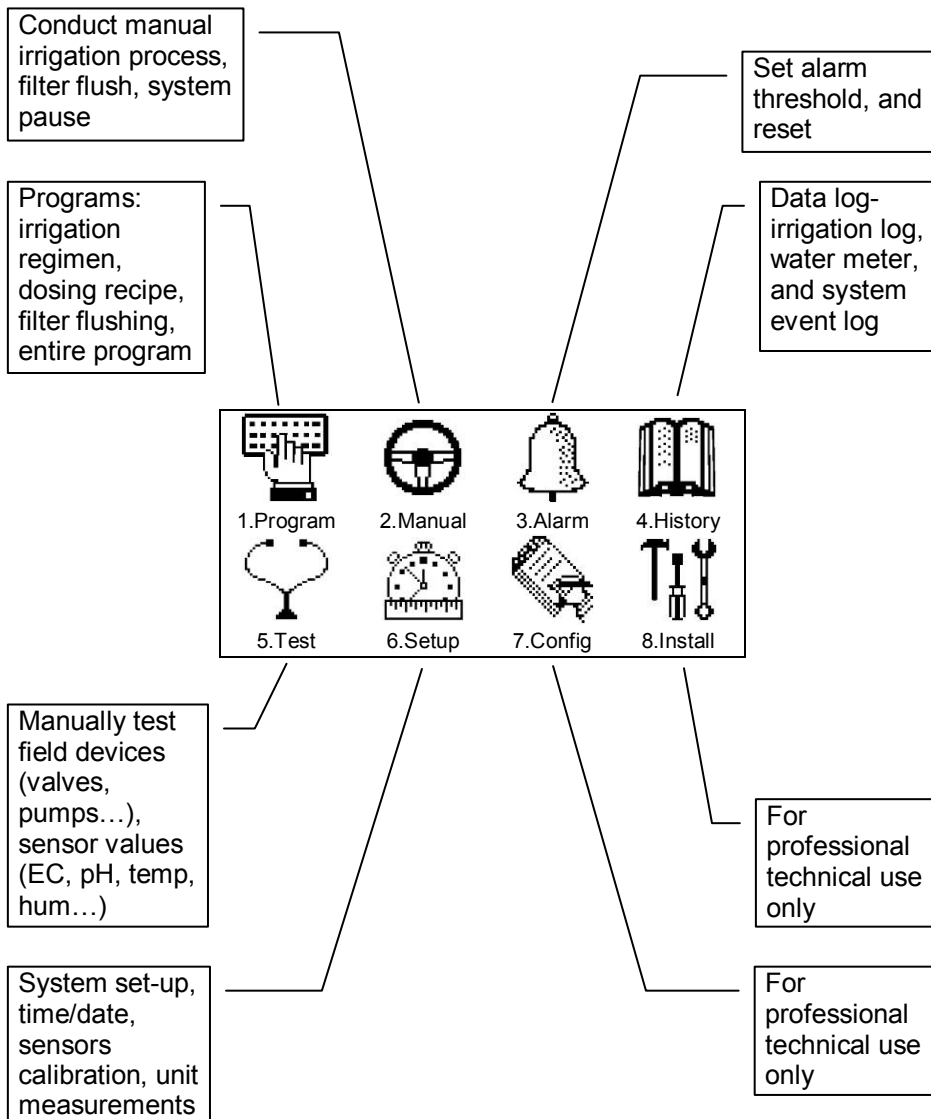 Conduct manual
irrigation process,
filter flush, system
pause
Set alarm
threshold, and
reset
Programs:
irrigation
regimen,
dosing recipe,
filter flushing,
entire program
Data log-
irrigation log,
water meter,
and system
event log
1.Program
2.Manual
3.Alarm
4.History
5.Test
6.Setup
7.Config
8.Install
Manually test
field devices
(valves,
pumps…),
sensor values
(EC, pH, temp,
hum…)
For
professional
technical use
only
System set-up,
time/date,
sensors
calibration, unit
measurements
For
professional
technical use
only